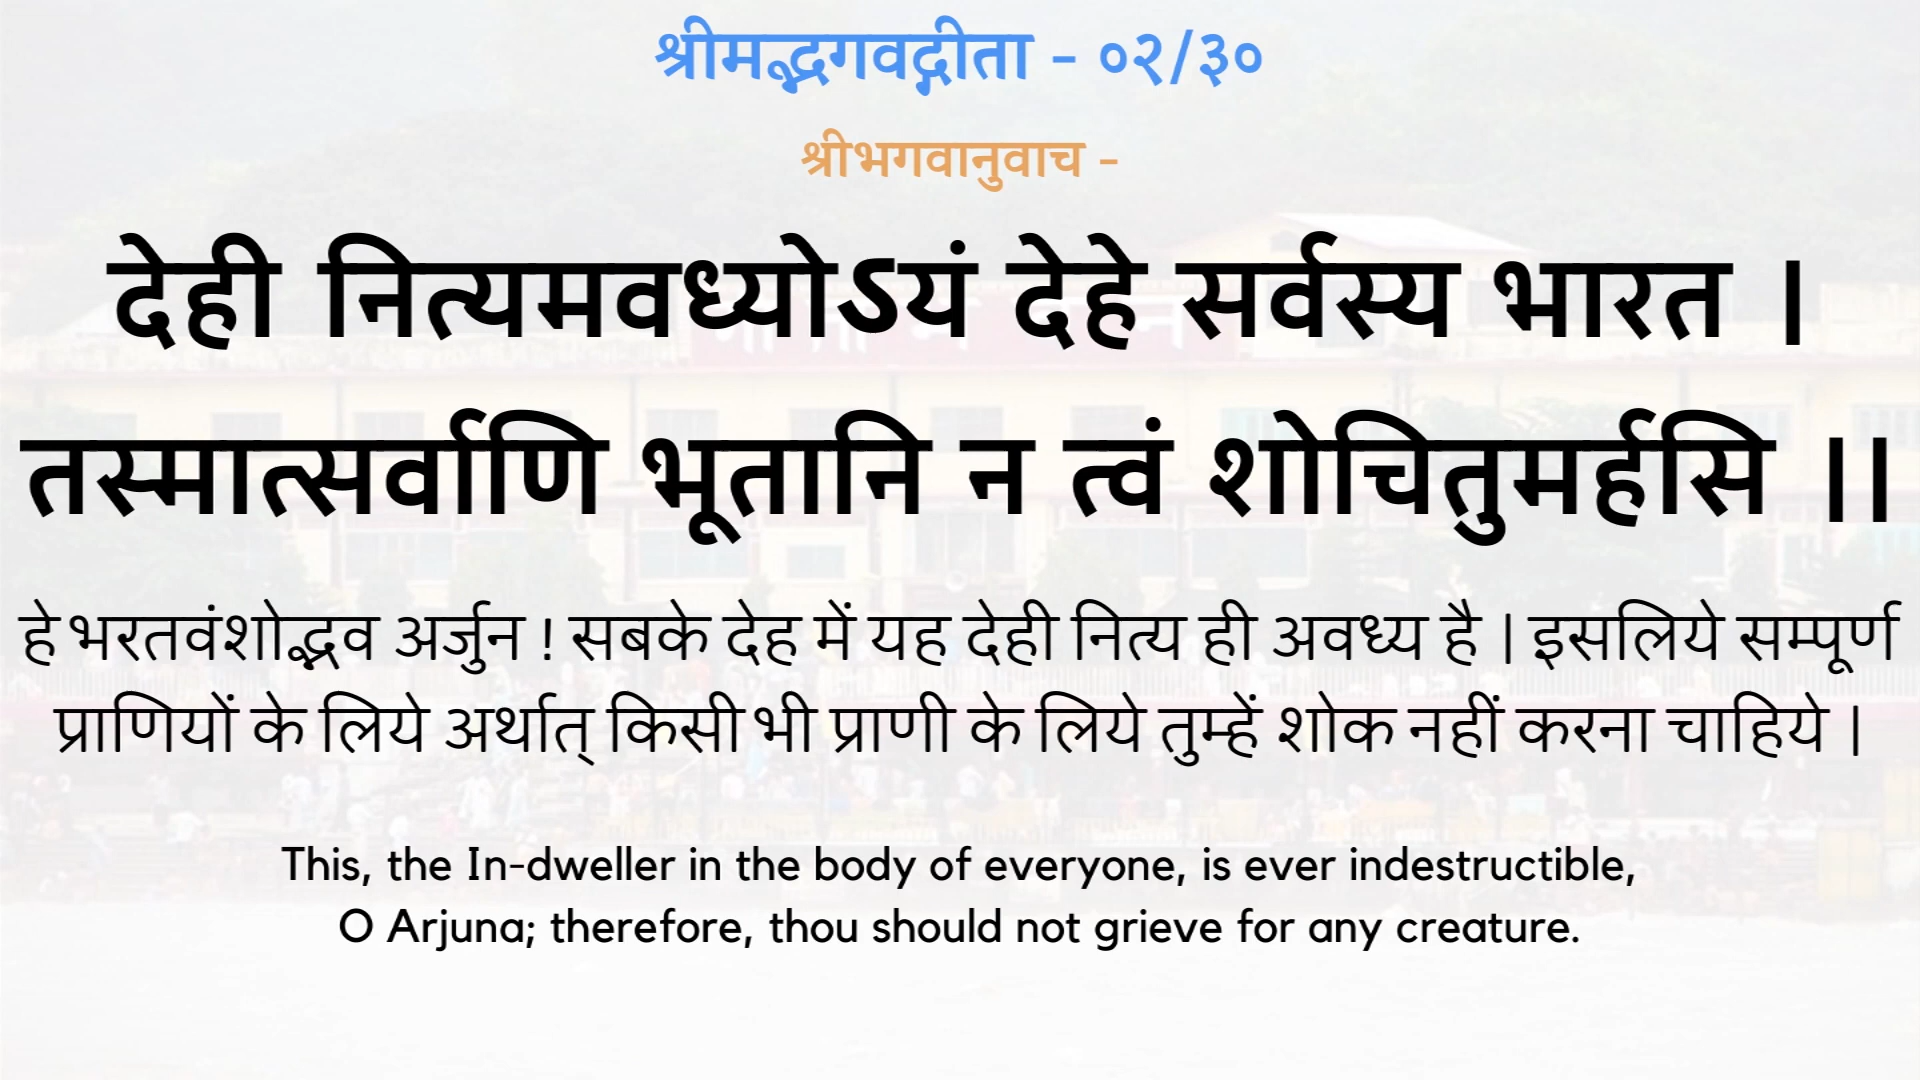 श्रीमद्भगवद्गीता - ०२/३०
श्रीभगवानुवाच -
देही नित्यमवध्योऽयं देहे सर्वस्य भारत ।
तस्मात्सर्वाणि भूतानि न त्वं शोचितुमर्हसि ।।
हे भरतवंशोद्भव अर्जुन ! सबके देह में यह देही नित्य ही अवध्य है । इसलिये सम्पूर्ण
प्राणियों के लिये अर्थात् किसी भी प्राणी के लिये तुम्हें शोक नहीं करना चाहिये ।
This, the In-dweller in the body of everyone, is ever indestructible,
O Arjuna; therefore, thou should not grieve for any creature.